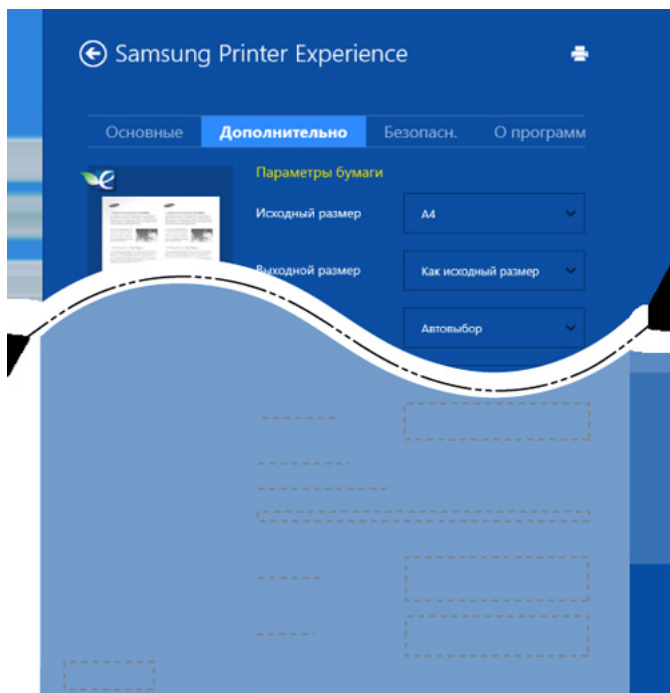 Samsung Printer Experience
Основные Дополнительно Безопасн. О программ
Параметры бумаги
Исходный размер A4
Выходной размер Как исходный размер
Автовыбор